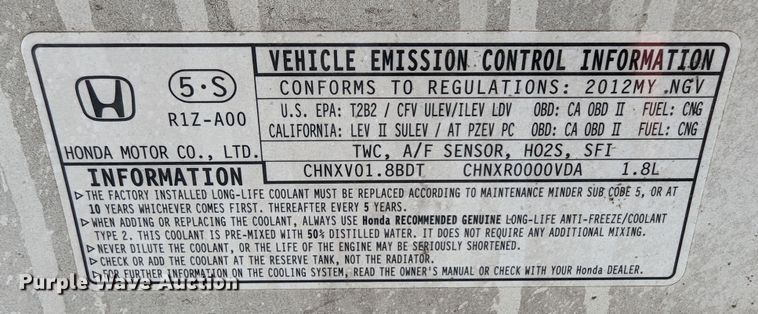 VEHICLE EMISSION CONTROL INFORMATION
5·S
R1Z-A00
HONDA MOTOR CO., LTD.
CONFORMS TO REGULATIONS: 2012MY NGV
U.S. EPA: T2B2 / CFV ULEV/ILEV LDV OBD: CA OBD II FUEL: CNG
CALIFORNIA: LEV II SULEV / AT PZEV PC OBD: CA OBD II FUEL: CNG
TWC, A/F SENSOR, HO2S, SFI
CHNXV01.8BDT CHNXR0000VDA 1.8L
INFORMATION
▷THE FACTORY INSTALLED LONG-LIFE COOLANT MUST BE REPLACED ACCORDING TO MAINTENANCE MINDER SUB CODE 5, OR AT
10 YEARS WHICHEVER COMES FIRST. THEREAFTER EVERY 5 YEARS.
▷WHEN ADDING OR REPLACING THE COOLANT, ALWAYS USE Honda RECOMMENDED GENUINE LONG-LIFE ANTI-FREEZE/COOLANT
TYPE 2. THIS COOLANT IS PRE-MIXED WITH 50% DISTILLED WATER. IT DOES NOT REQUIRE ANY ADDITIONAL MIXING.
▷NEVER DILUTE THE COOLANT, OR THE LIFE OF THE ENGINE MAY BE SERIOUSLY SHORTENED.
▷CHECK OR ADD THE COOLANT AT THE RESERVE TANK, NOT THE RADIATOR.
▷FOR FURTHER INFORMATION ON THE COOLING SYSTEM, READ THE OWNER'S MANUAL OR CHECK WITH YOUR Honda DEALER.
Purple Wave Auction